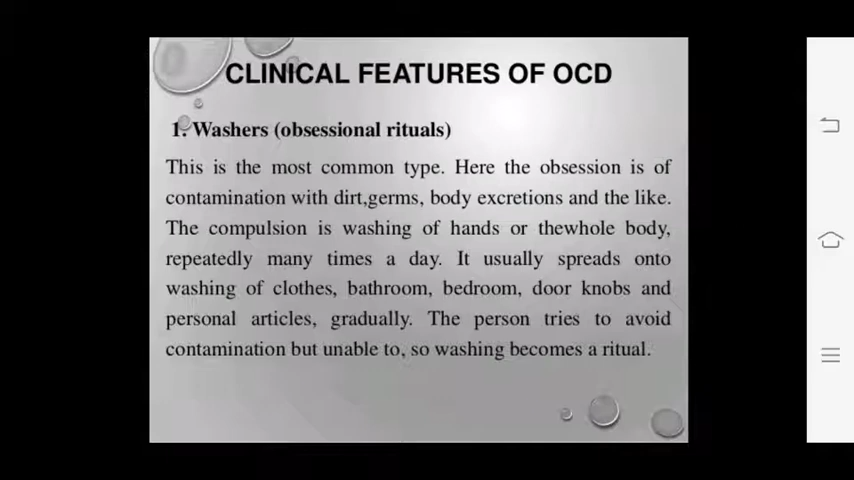 CLINICAL FEATURES OF OCD
1. Washers (obsessional rituals)
This is the most common type. Here the obsession is of
contamination with dirt,germs, body excretions and the like.
The compulsion is washing of hands or thewhole body,
repeatedly many times a day. It usually spreads onto
washing of clothes, bathroom, bedroom, door knobs and
personal articles, gradually. The person tries to avoid
contamination but unable to, so washing becomes a ritual.